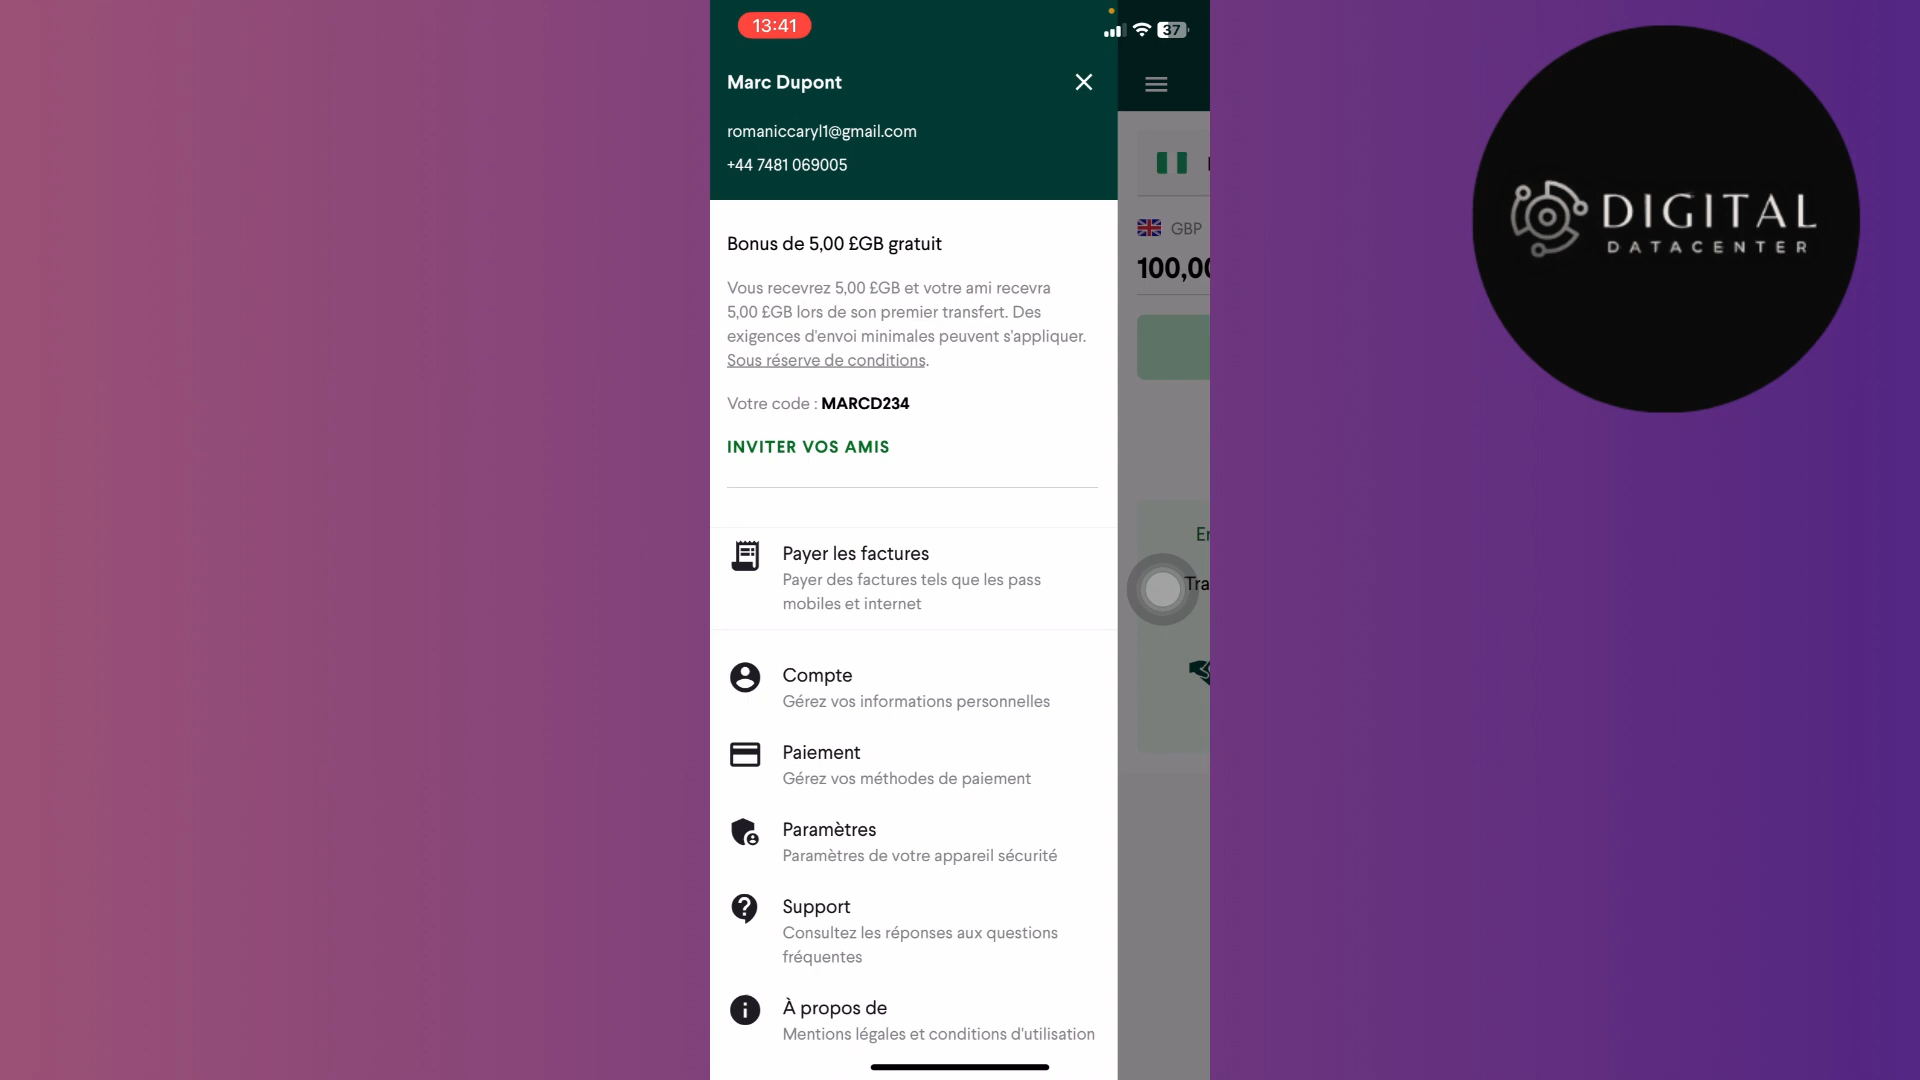 13:41
37
Marc Dupont
romaniccaryl1@gmail.com
+44 7481 069005
GBP
100,00
Bonus de 5,00 £GB gratuit
Vous recevrez 5,00 £GB et votre ami recevra
5,00 £GB lors de son premier transfert. Des
exigences d'envoi minimales peuvent s'appliquer.
Sous réserve de conditions.
Votre code : MARCD234
INVITER VOS AMIS
Payer les factures
Payer des factures tels que les pass
mobiles et internet
Compte
Gérez vos informations personnelles
Paiement
Gérez vos méthodes de paiement
Paramètres
Paramètres de votre appareil sécurité
Support
Consultez les réponses aux questions
fréquentes
À propos de
Mentions légales et conditions d'utilisation
DIGITAL
DATACENTER